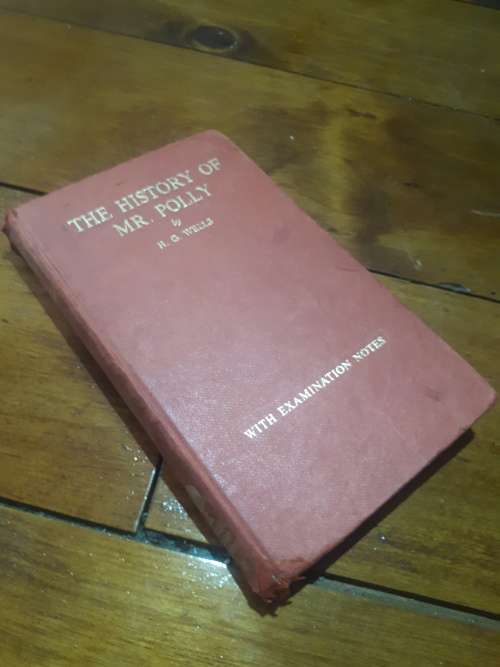 THE HISTORY OF
MR. POLLY
by
H. G. WELLS
WITH EXAMINATION NOTES